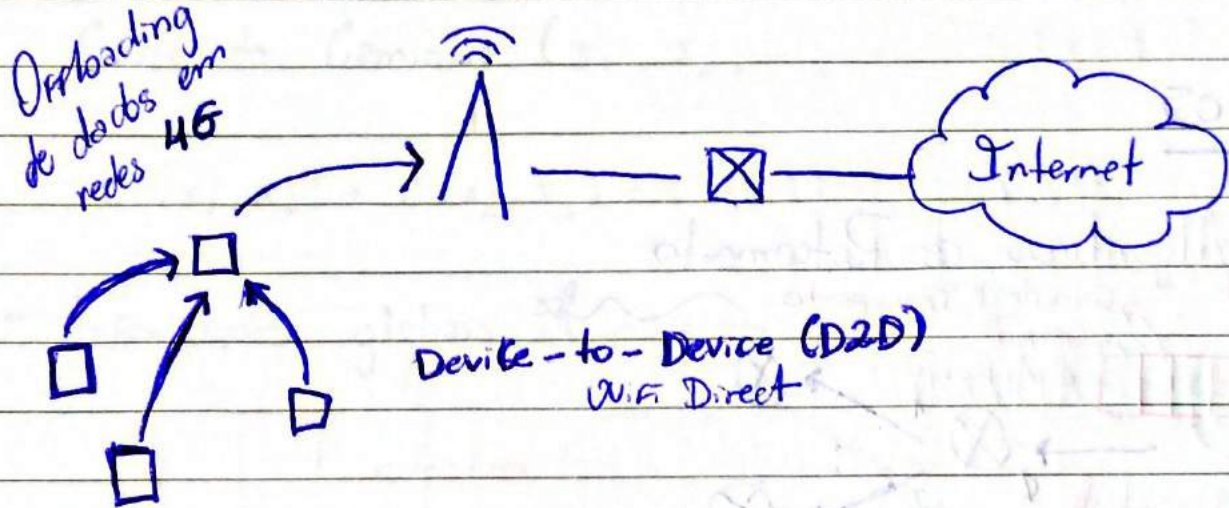 Offloading
de dados em
redes 4G
Internet
Device-to-Device (D2D)
WiFi Direct